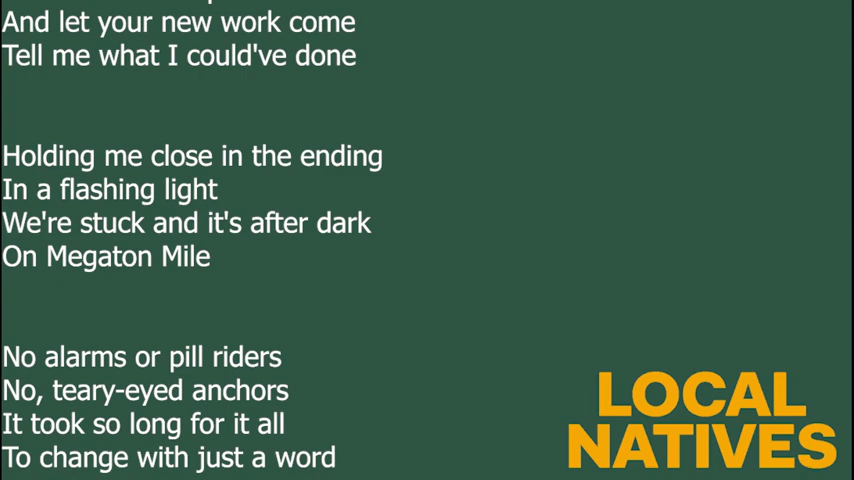 And let your new work come
Tell me what I could've done
Holding me close in the ending
In a flashing light
We're stuck and it's after dark
On Megaton Mile
No alarms or pill riders
No, teary-eyed anchors
It took so long for it all
To change with just a word
LOCAL
NATIVES